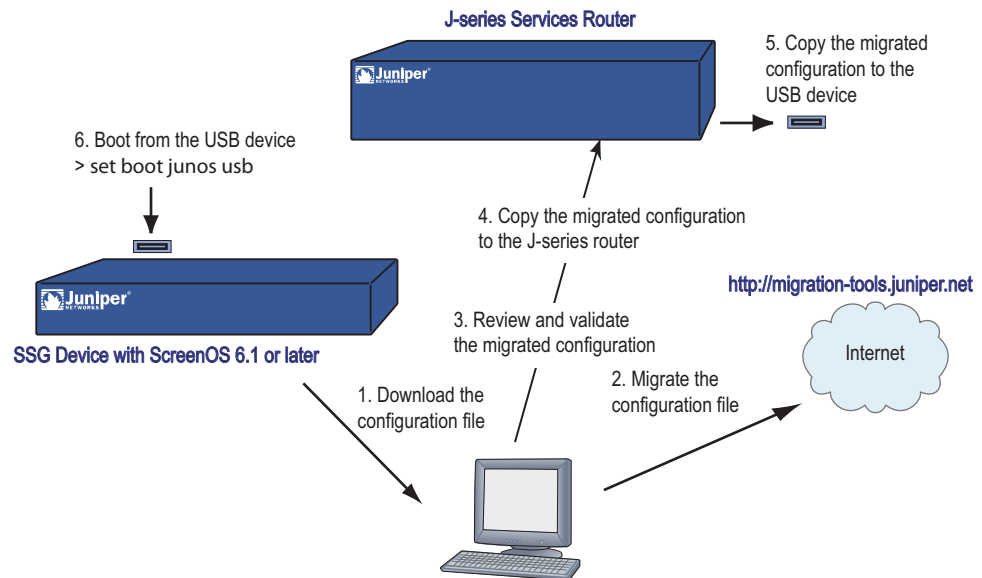 J-series Services Router
Juniper
NETWORKS
5. Copy the migrated
configuration to the
USB device
6. Boot from the USB device
> set boot junos usb
4. Copy the migrated configuration
to the J-series router
Juniper
NETWORKS
SSG Device with ScreenOS 6.1 or later
http://migration-tools.juniper.net
Internet
3. Review and validate
the migrated configuration
1. Download the
configuration file
2. Migrate the
configuration file